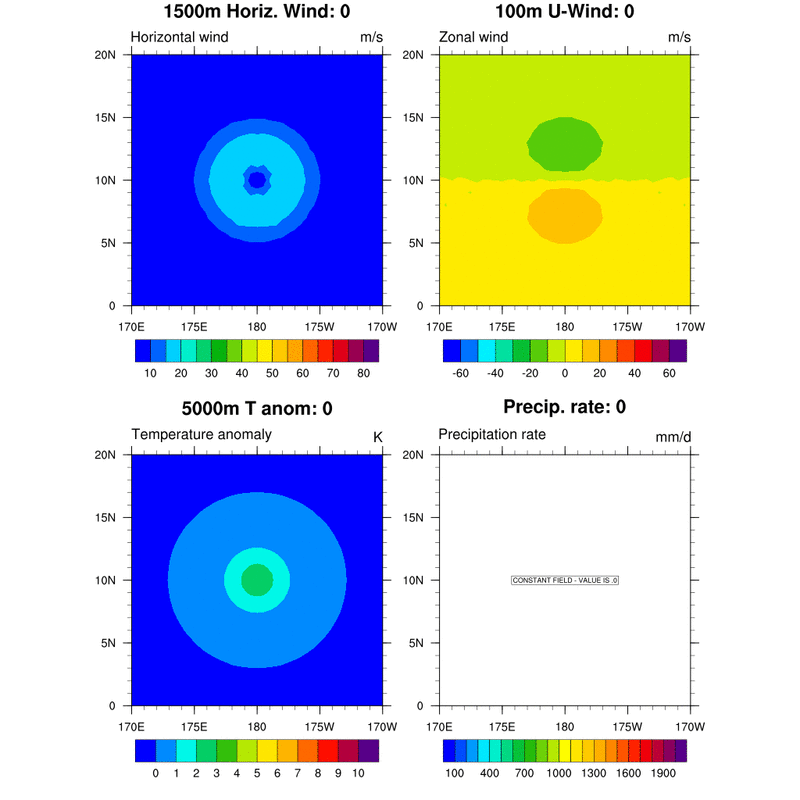 1500m Horiz. Wind: 0
Horizontal wind m/s
20N
15N
10N
5N
0
170E 175E 180 175W 170W
10 20 30 40 50 60 70 80
100m U-Wind: 0
Zonal wind m/s
20N
15N
10N
5N
0
170E 175E 180 175W 170W
-60 -40 -20 0 20 40 60
5000m T anom: 0
Temperature anomaly K
20N
15N
10N
5N
0
170E 175E 180 175W 170W
0 1 2 3 4 5 6 7 8 9 10
Precip. rate: 0
Precipitation rate mm/d
20N
15N
10N
5N
0
CONSTANT FIELD - VALUE IS .0
170E 175E 180 175W 170W
100 400 700 1000 1300 1600 1900